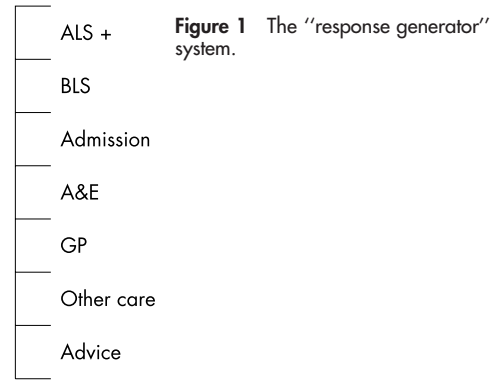 ALS +
Figure 1 The ‘‘response generator’’
system.
BLS
Admission
A&E
GP
Other care
Advice